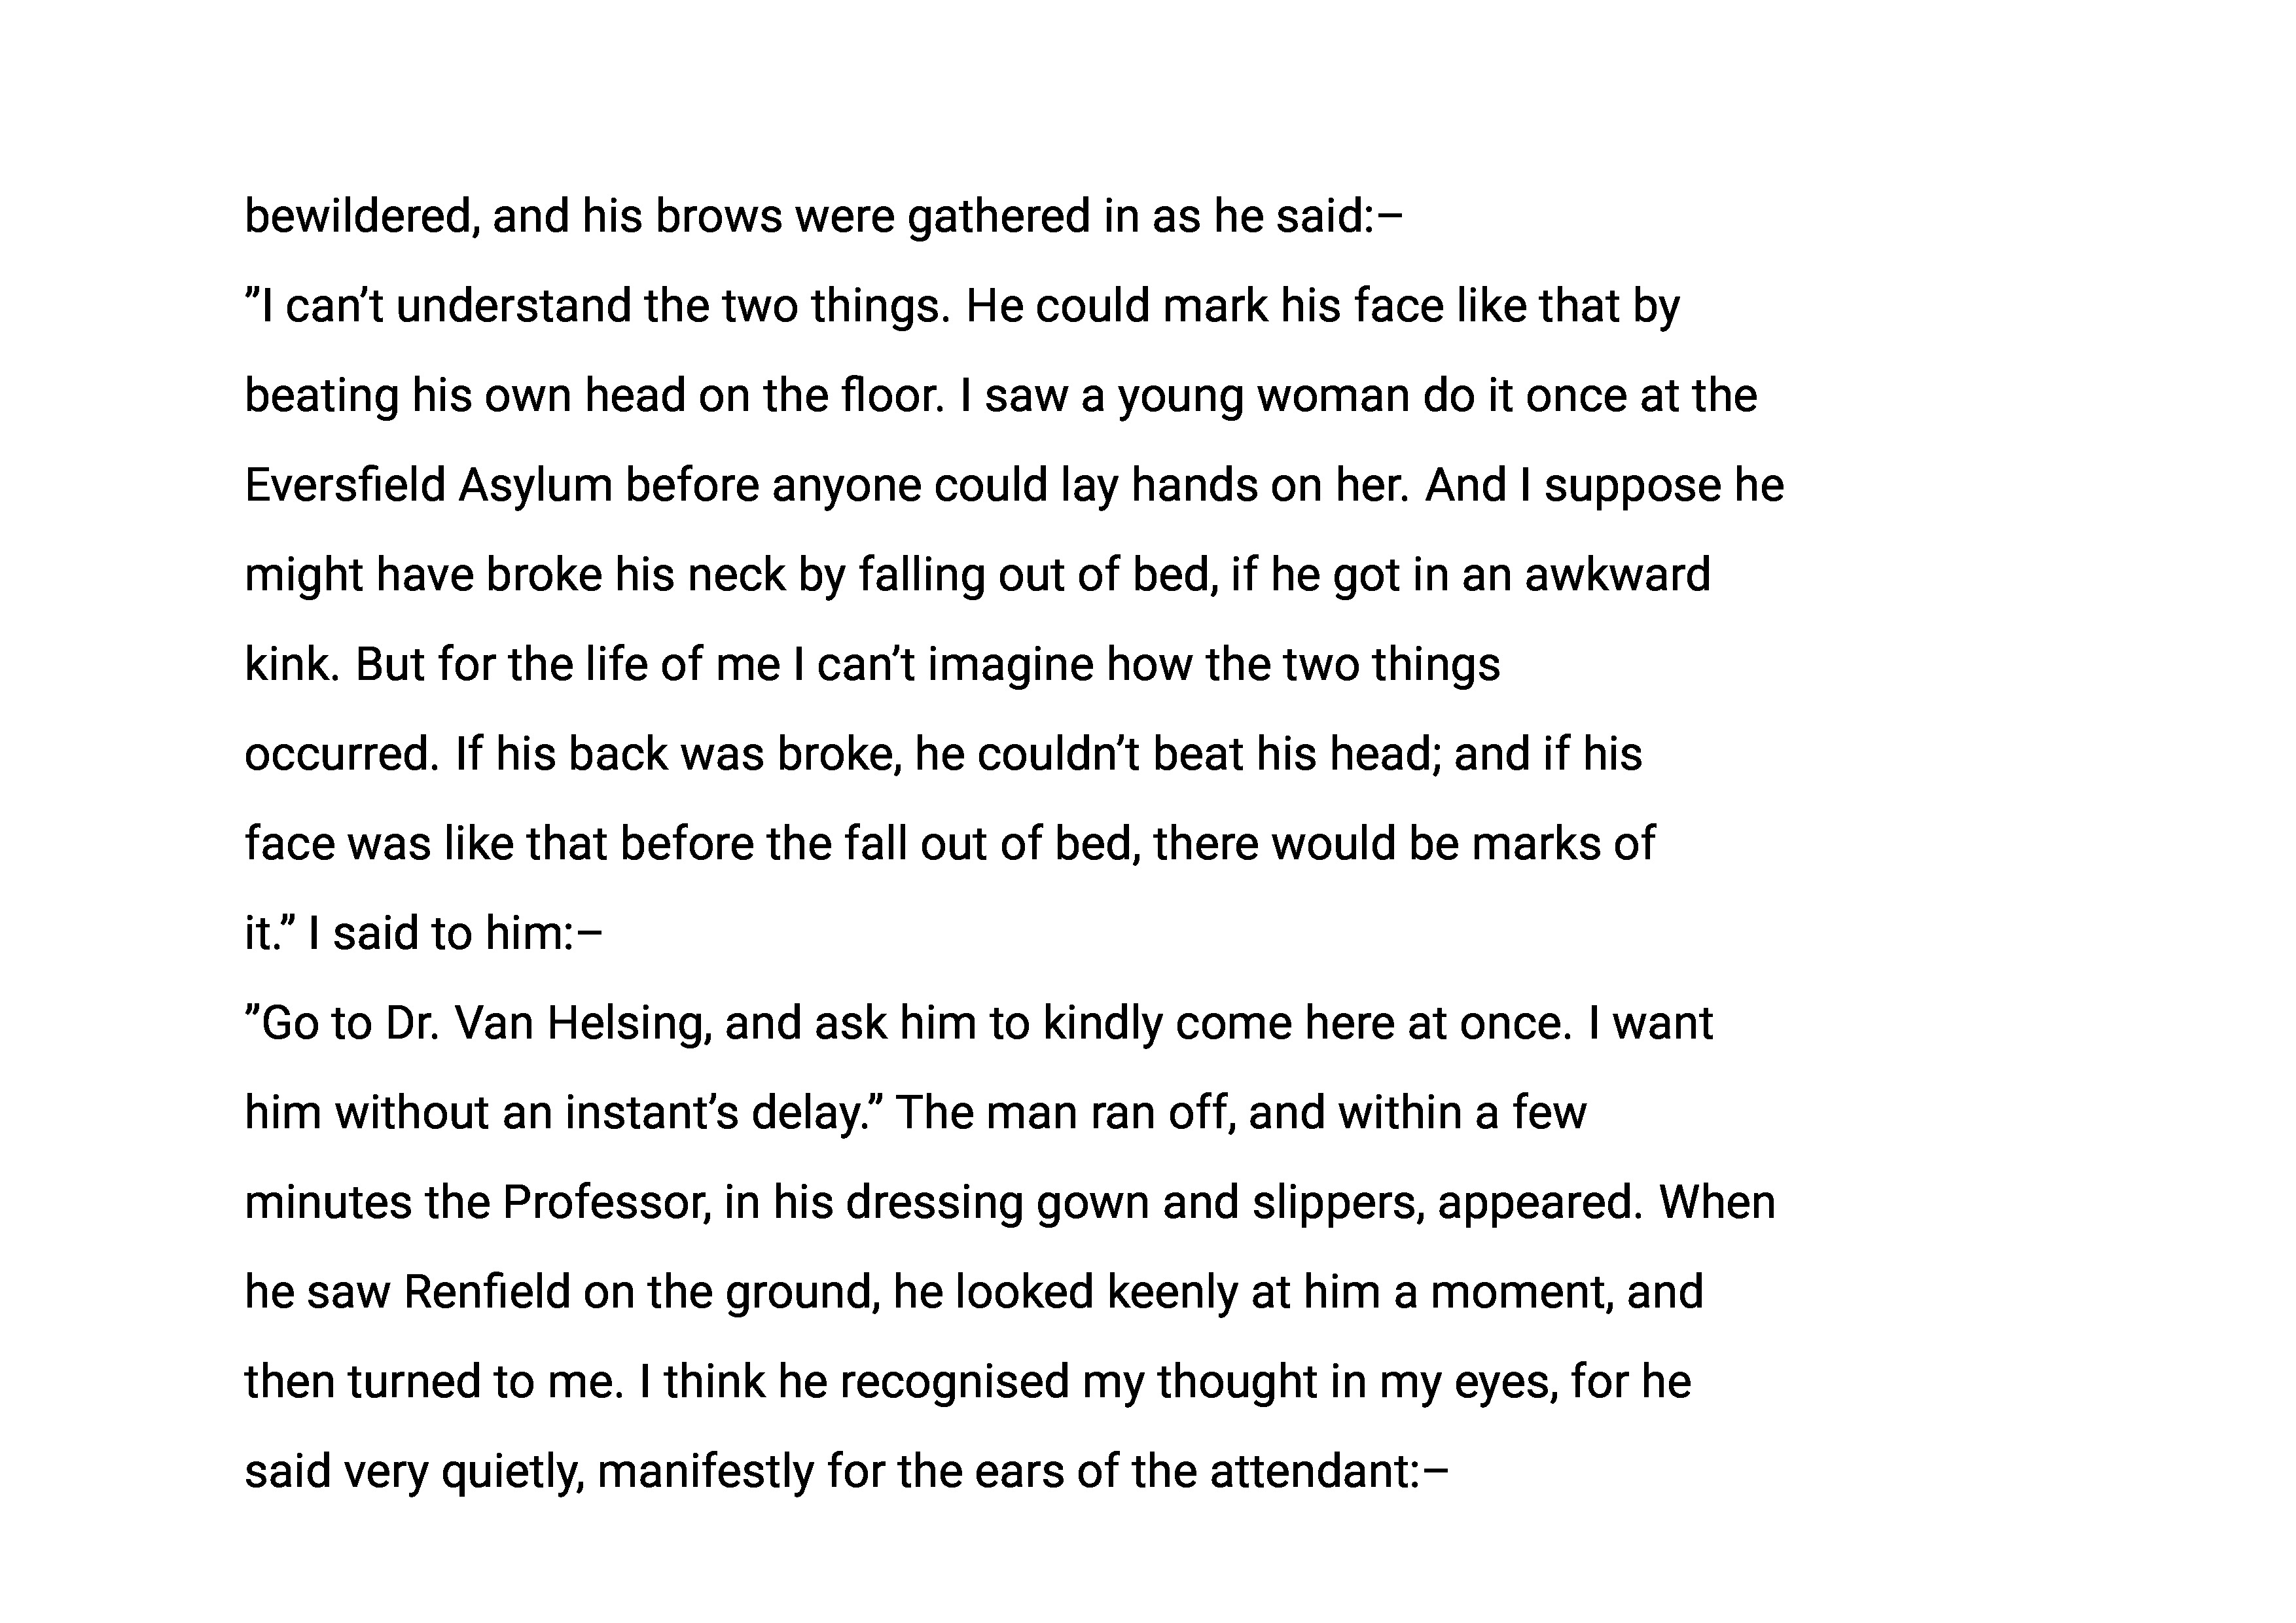 bewildered, and his brows were gathered in as he said:–
”I can’t understand the two things. He could mark his face like that by
beating his own head on the floor. I saw a young woman do it once at the
Eversfield Asylum before anyone could lay hands on her. And I suppose he
might have broke his neck by falling out of bed, if he got in an awkward
kink. But for the life of me I can’t imagine how the two things
occurred. If his back was broke, he couldn’t beat his head; and if his
face was like that before the fall out of bed, there would be marks of
it.” I said to him:–
”Go to Dr. Van Helsing, and ask him to kindly come here at once. I want
him without an instant’s delay.” The man ran off, and within a few
minutes the Professor, in his dressing gown and slippers, appeared. When
he saw Renfield on the ground, he looked keenly at him a moment, and
then turned to me. I think he recognised my thought in my eyes, for he
said very quietly, manifestly for the ears of the attendant:–